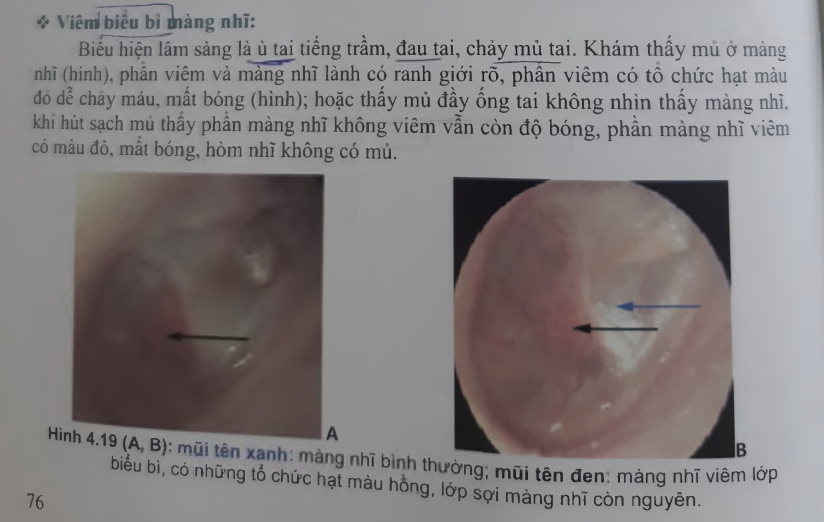 ❖ Viêm biểu bì màng nhĩ:
Biểu hiện lâm sàng là ù tai tiếng trầm, đau tai, chảy mủ tai. Khám thấy mủ ở màng
nhĩ (hình), phần viêm và màng nhĩ lành có ranh giới rõ, phần viêm có tổ chức hạt màu
đỏ dễ chảy máu, mất bóng (hình); hoặc thấy mủ đầy ống tai không nhìn thấy màng nhĩ,
khi hút sạch mủ thấy phần màng nhĩ không viêm vẫn còn độ bóng, phần màng nhĩ viêm
có màu đỏ, mất bóng, hòm nhĩ không có mủ.
A
B
Hình 4.19 (A, B): mũi tên xanh: màng nhĩ bình thường; mũi tên đen: màng nhĩ viêm lớp
biểu bì, có những tổ chức hạt màu hồng, lớp sợi màng nhĩ còn nguyên.
76